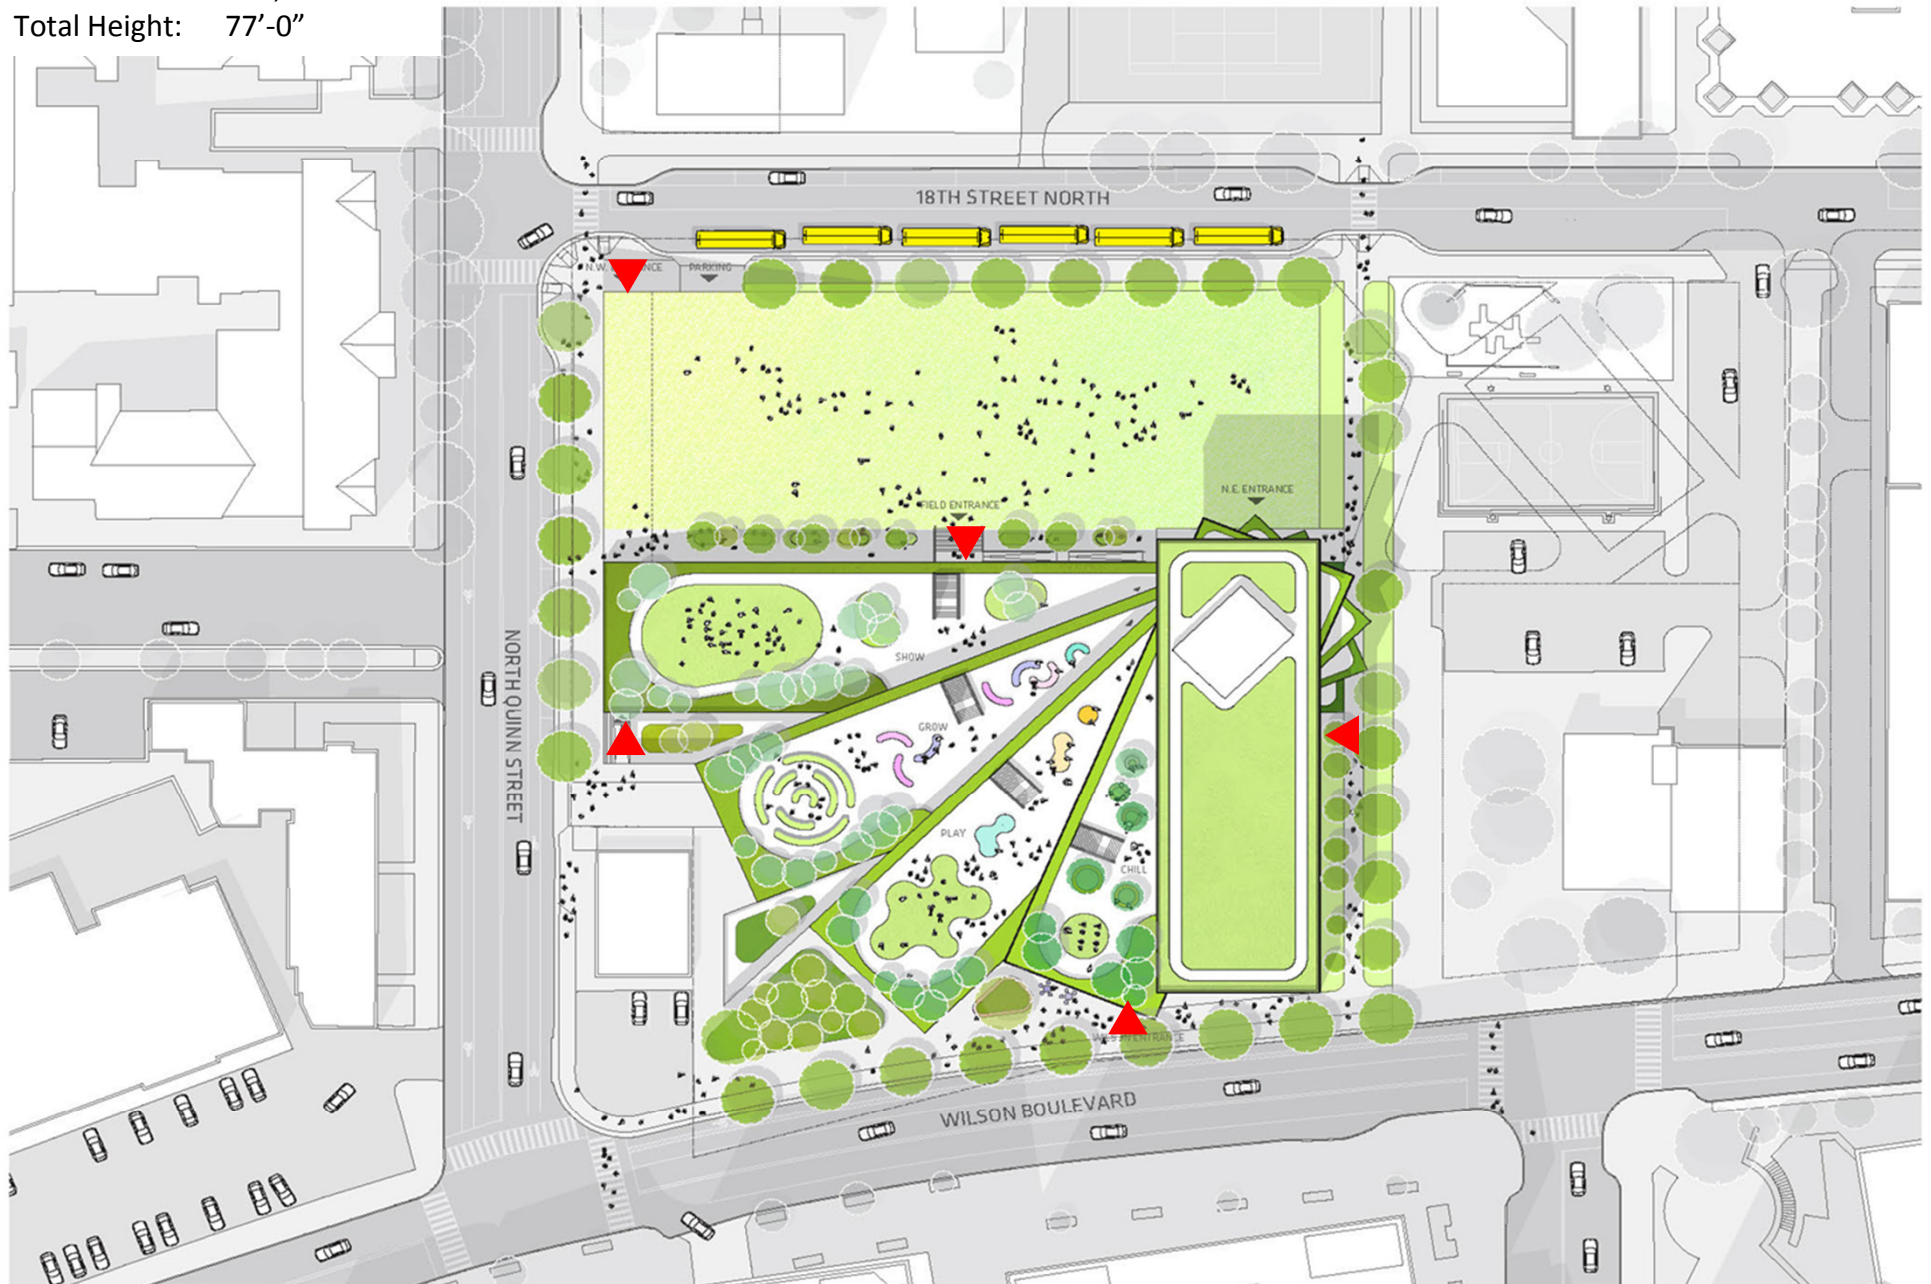 Total Height: 77’-0”
18TH STREET NORTH
PARKING
N.E. ENTRANCE
FIELD ENTRANCE
SHOW
GROW
PLAY
CHILL
NORTH QUINN STREET
WILSON BOULEVARD